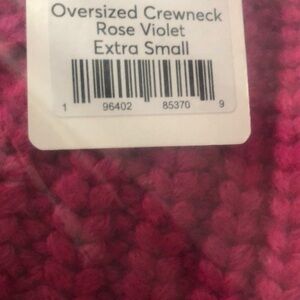 Oversized Crewneck
Rose Violet
Extra Small
1 96402 85370 9